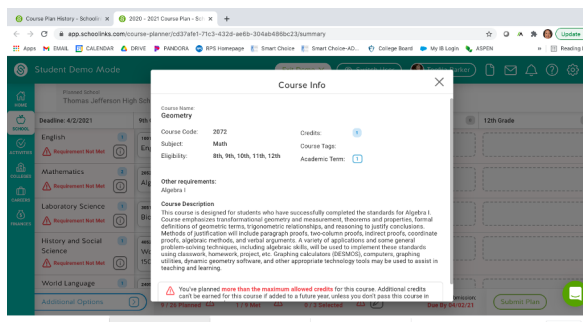 Course Plan History - Schoolin
2020 - 2021 Course Plan - Sch
app.schoolinks.com/course-planner/cd37afe1-71c3-432d-ae6b-304ab486bc23/summary
Update
Apps
EMAIL
CALENDAR
DRIVE
PANDORA
RPS Homepage
Smart Choice
Smart Choice-AD...
College Board
My IB Login
ASPEN
Reading
Student Demo Mode
Planned School
Thomas Jefferson High Sch
HOME
SCHOOL
ACTIVITIES
COLLEGES
CAREERS
FINANCES
Deadline: 4/2/2021
9th
12th Grade
English
Requirement Not Met
Mathematics
Requirement Not Met
Laboratory Science
Requirement Not Met
History and Social
Science
Requirement Not Met
World Language
Additional Options
Course Info
Course Name:
Geometry
Course Code: 2072
Credits: 1
Subject: Math
Course Tags:
Eligibility: 8th, 9th, 10th, 11th, 12th
Academic Term: 1
Other requirements:
Algebra I
Course Description
This course is designed for students who have successfully completed the standards for Algebra I.
Course emphasizes transformational geometry and measurement, theorems and properties, formal
definitions of geometric terms, trigonometric relationships, and reasoning to justify conclusions.
Methods of justification will include paragraph proofs, two-column proofs, indirect proofs, coordinate
proofs, algebraic methods, and verbal arguments. A variety of applications and some general
problem-solving techniques, including algebraic skills, will be used to implement these standards
using classwork, homework, project, etc. Graphing calculators (DESMOS), computers, graphing
utilities, dynamic geometry software, and other appropriate technology tools may be used to assist in
teaching and learning.
You've planned more than the maximum allowed credits for this course. Additional credits
can't be earned for this course if added to a future year, unless you don't pass this course in
Due By 04/02/21
Submit Plan